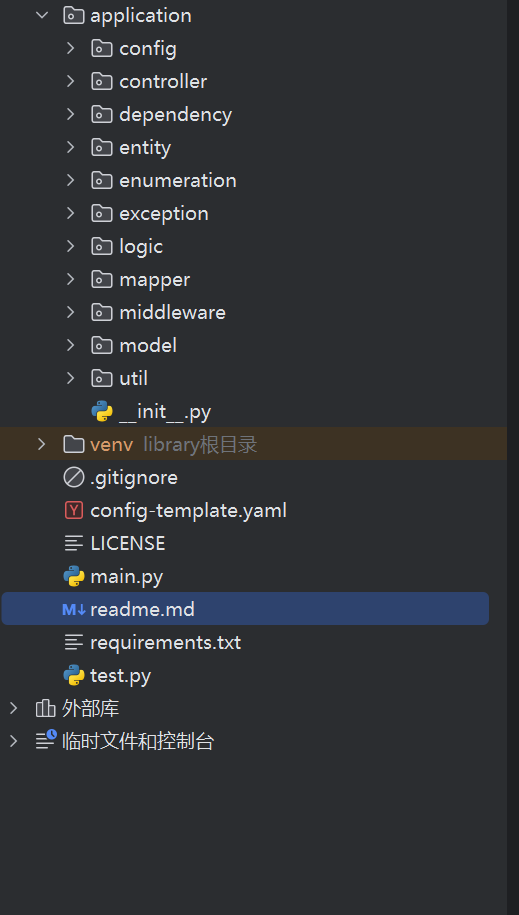 application
config
controller
dependency
entity
enumeration
exception
logic
mapper
middleware
model
util
__init__.py
venv library根目录
.gitignore
config-template.yaml
LICENSE
main.py
readme.md
requirements.txt
test.py
外部库
临时文件和控制台